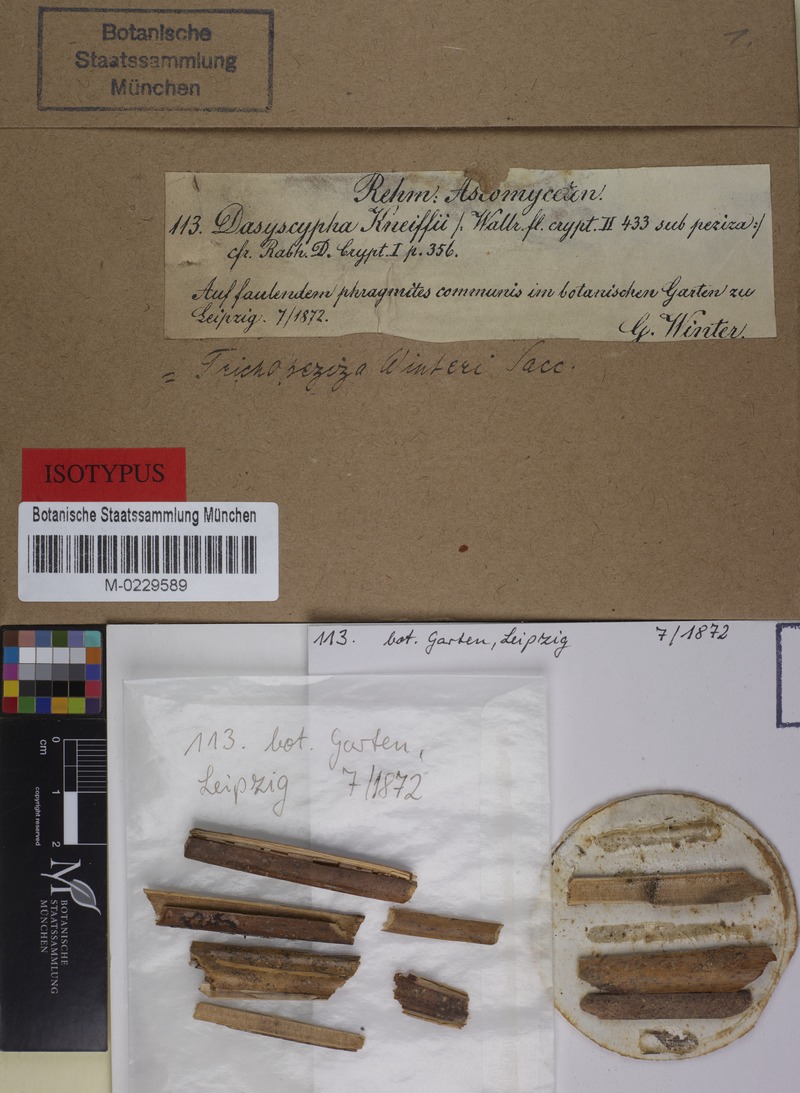 Botanische
Staatssammlung
München
1.
Rehm: Ascomyceten.
113. Dasyscypha Kneiffii /: Wallr. fl. crypt. II 433 sub peziza :/
cfr. Rabh. D. Crypt. I p. 356.
Auf faulendem phragmites communis im botanischen Garten zu
Leipzig. 7/1872.
G. Winter.
= Trichopeziza Winteri Sacc.
ISOTYPUS
Botanische Staatssammlung München
M-0229589
113. bot. Garten, Leipzig 7/1872
113. bot. Garten,
Leipzig 7/1872
0 1 2
cm
copyright reserved
M
BOTANISCHE
STAATSSAMMLUNG
MÜNCHEN